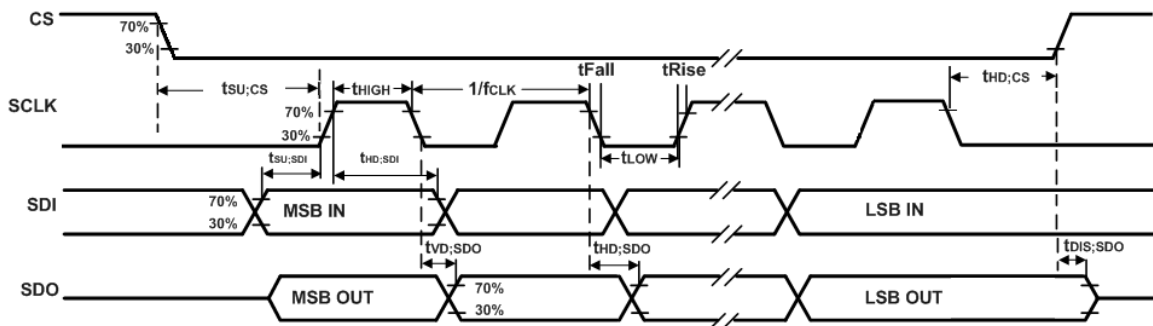 CS
70%
30%
tFall
tRise
tSU;CS
tHIGH
1/fCLK
tHD;CS
SCLK
70%
30%
tLOW
tSU;SDI
tHD;SDI
SDI
70%
30%
MSB IN
LSB IN
tVD;SDO
tHD;SDO
tDIS;SDO
SDO
MSB OUT
70%
30%
LSB OUT